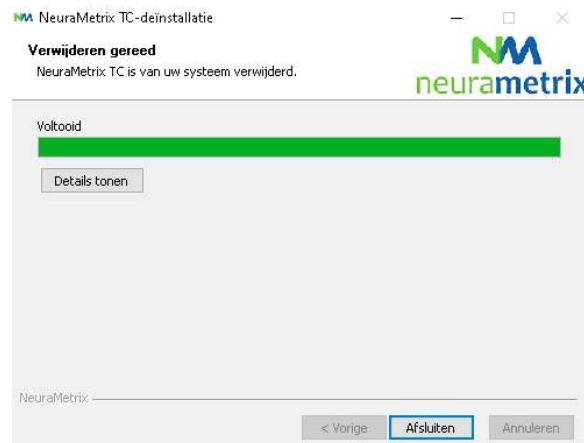 NM NeuraMetrix TC-deïnstallatie
Verwijderen gereed
NeuraMetrix TC is van uw systeem verwijderd.
NM
neurametrix
Voltooid
Details tonen
NeuraMetrix
< Vorige
Afsluiten
Annuleren